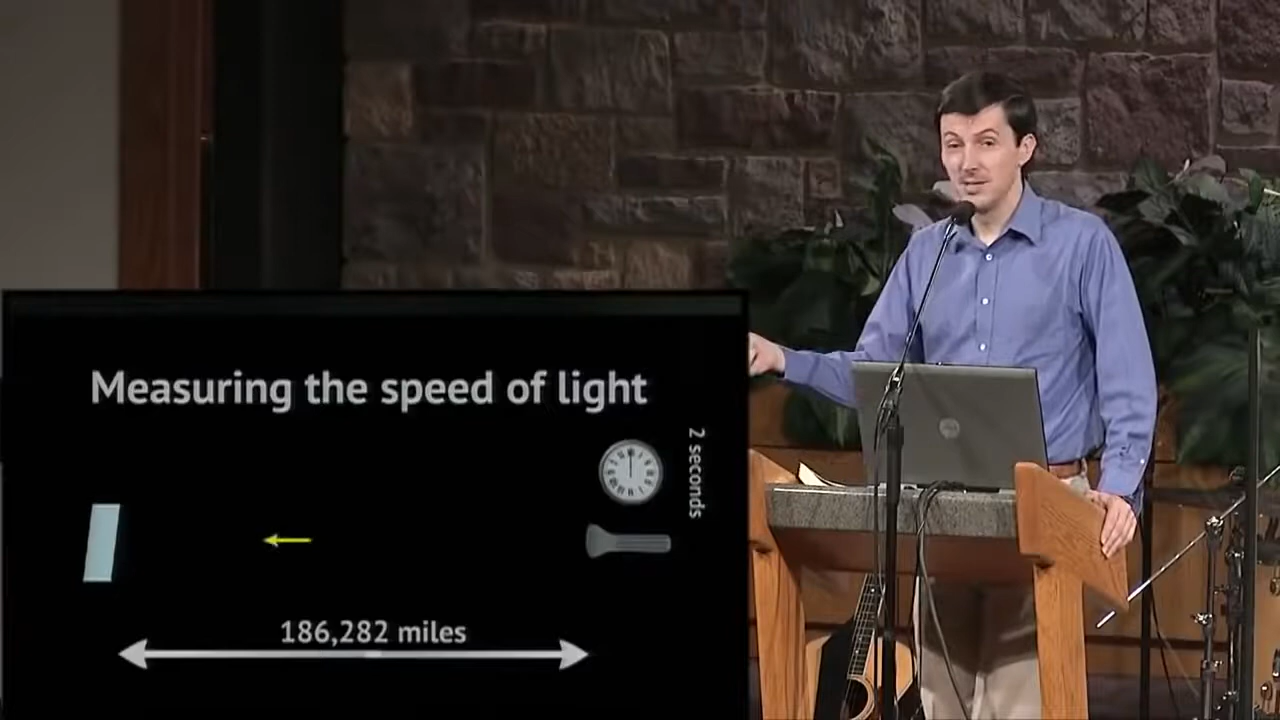 Measuring the speed of light
2 seconds
186,282 miles